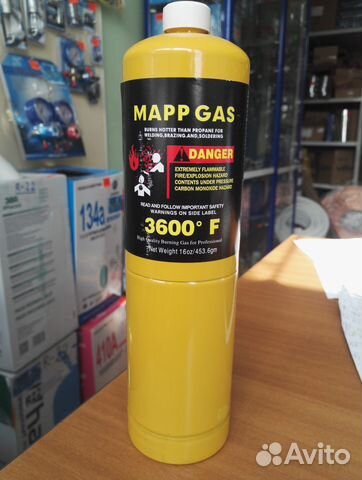 MAPP GAS
BURNS HOTTER THAN PROPANE FOR
WELDING,BRAZING,AND,SOLDERING
DANGER
EXTREMELY FLAMMABLE
FIRE/EXPLOSION HAZARD
CONTENTS UNDER PRESSURE
CARBON MONOXIDE HAZARD
READ AND FOLLOW IMPORTANT SAFETY
WARNINGS ON SIDE LABEL
3600° F
High Quality Burning Gas for Professional
Net Weight 16oz/453.6gm
134a
410A
Avito